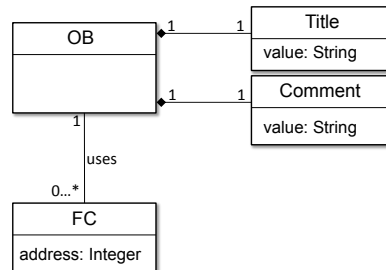 OB
1
1
Title
value: String
1
1
Comment
value: String
1
uses
0...*
FC
address: Integer